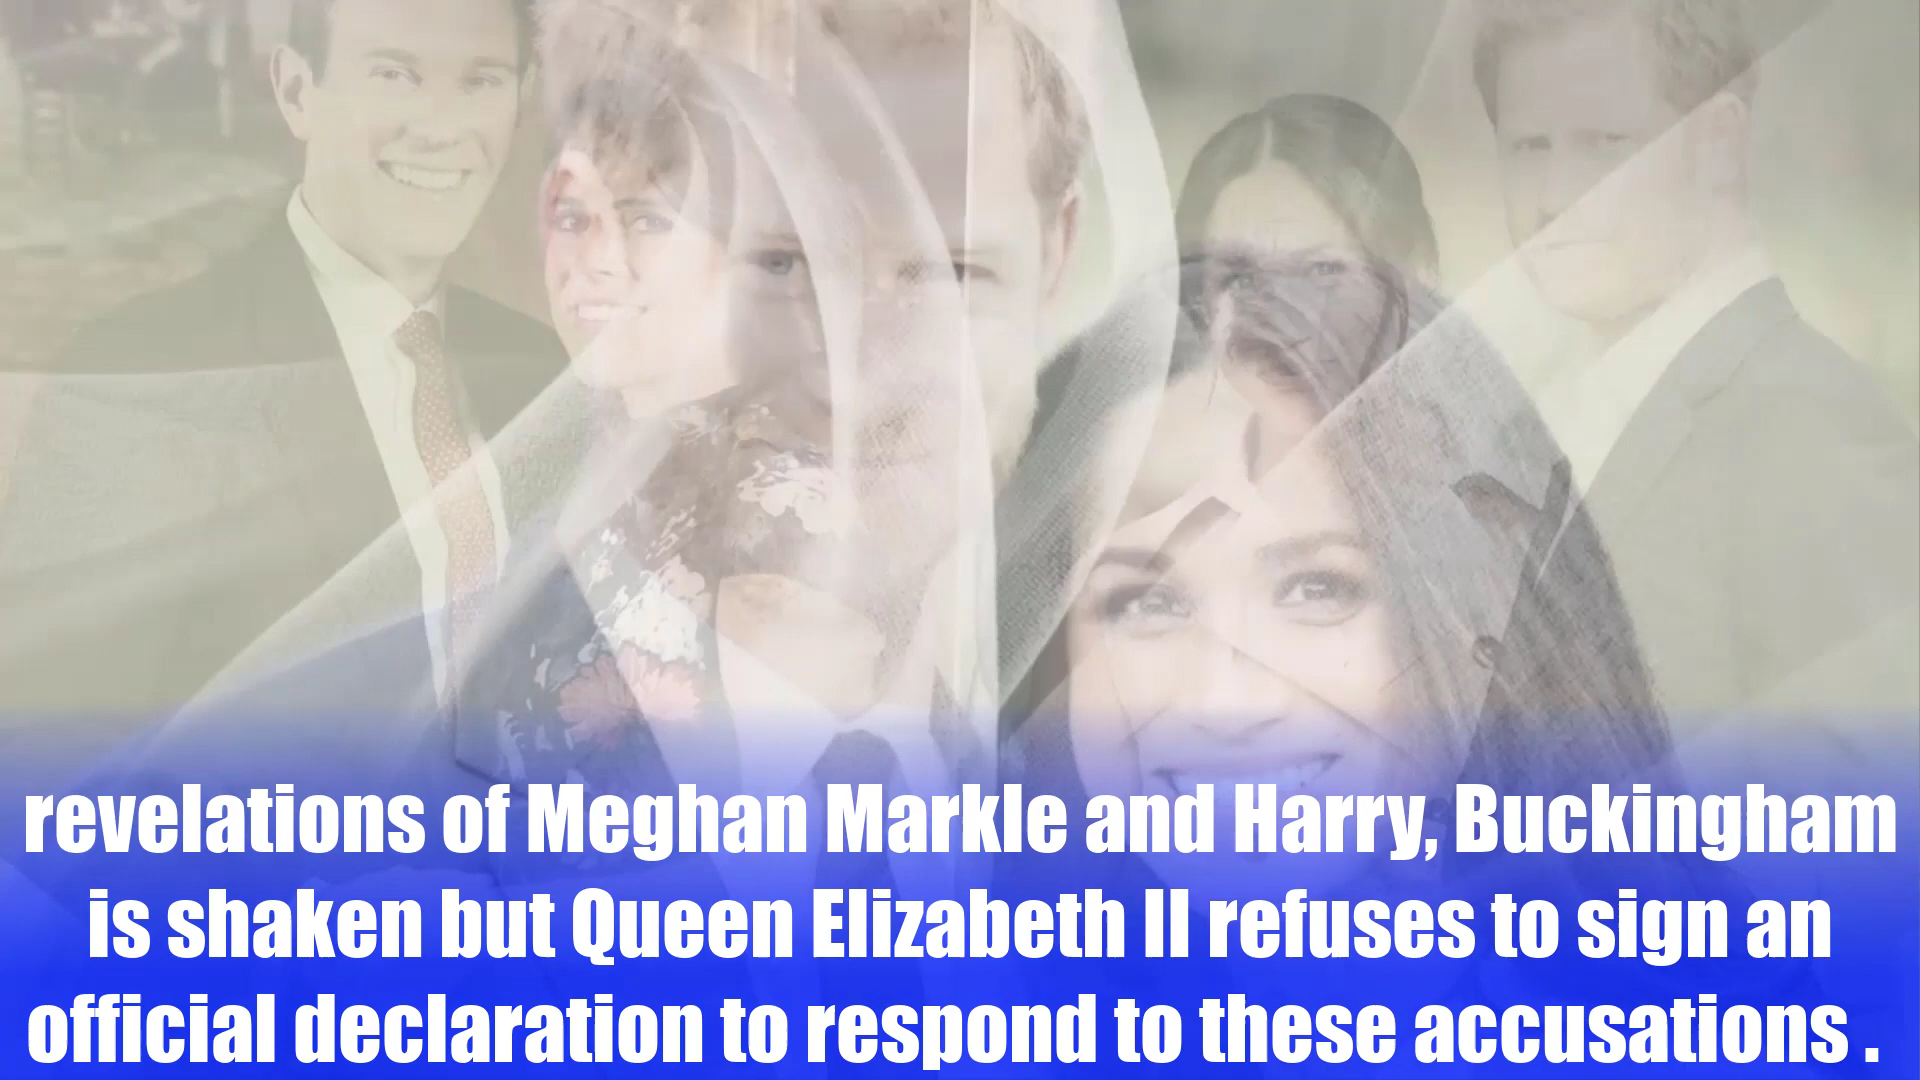 revelations of Meghan Markle and Harry, Buckingham
is shaken but Queen Elizabeth II refuses to sign an
official declaration to respond to these accusations .